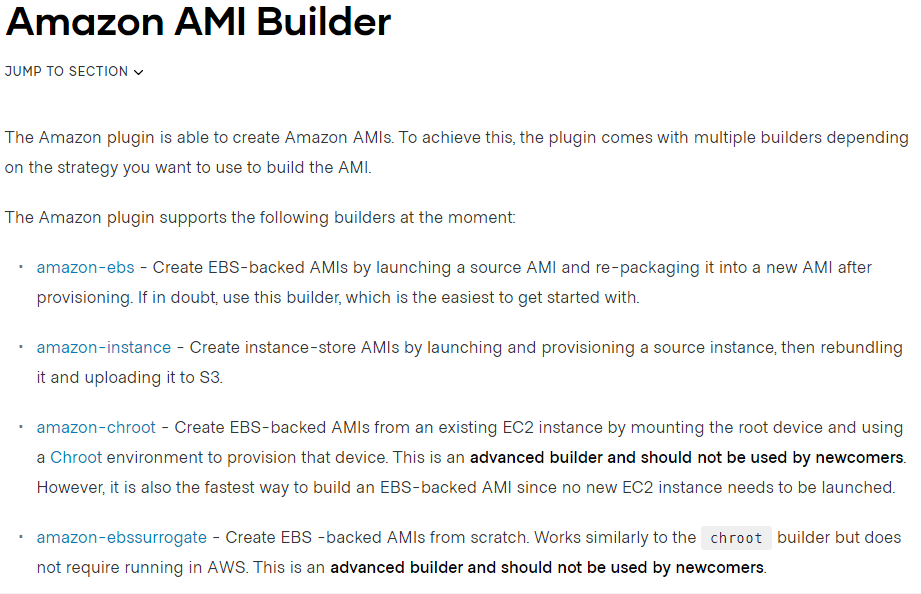 Amazon AMI Builder
JUMP TO SECTION
The Amazon plugin is able to create Amazon AMIs. To achieve this, the plugin comes with multiple builders depending
on the strategy you want to use to build the AMI.
The Amazon plugin supports the following builders at the moment:
• amazon-ebs - Create EBS-backed AMIs by launching a source AMI and re-packaging it into a new AMI after
provisioning. If in doubt, use this builder, which is the easiest to get started with.
• amazon-instance - Create instance-store AMIs by launching and provisioning a source instance, then rebundling
it and uploading it to S3.
• amazon-chroot - Create EBS-backed AMIs from an existing EC2 instance by mounting the root device and using
a Chroot environment to provision that device. This is an advanced builder and should not be used by newcomers.
However, it is also the fastest way to build an EBS-backed AMI since no new EC2 instance needs to be launched.
• amazon-ebssurrogate - Create EBS -backed AMIs from scratch. Works similarly to the chroot builder but does
not require running in AWS. This is an advanced builder and should not be used by newcomers.